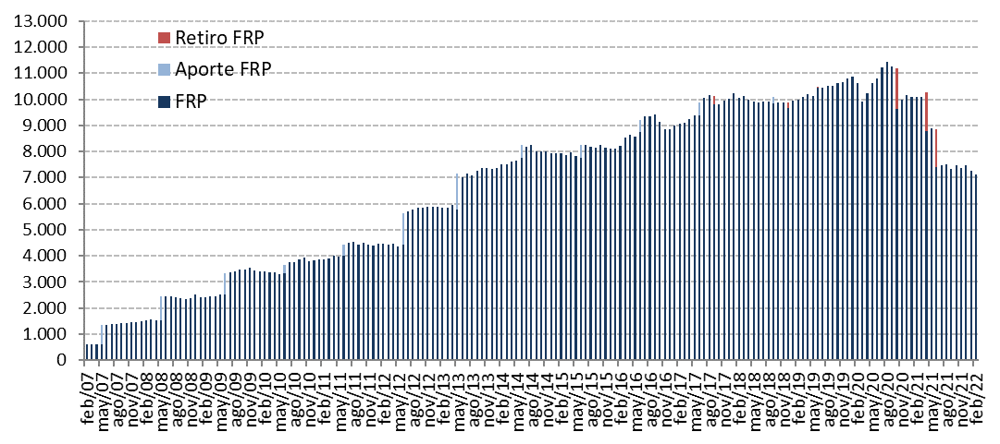 13.000
12.000
11.000
10.000
9.000
8.000
7.000
6.000
5.000
4.000
3.000
2.000
1.000
0
Retiro FRP
Aporte FRP
FRP
feb/07
may/07
ago/07
nov/07
feb/08
may/08
ago/08
nov/08
feb/09
may/09
ago/09
nov/09
feb/10
may/10
ago/10
nov/10
feb/11
may/11
ago/11
nov/11
feb/12
may/12
ago/12
nov/12
feb/13
may/13
ago/13
nov/13
feb/14
may/14
ago/14
nov/14
feb/15
may/15
ago/15
nov/15
feb/16
may/16
ago/16
nov/16
feb/17
may/17
ago/17
nov/17
feb/18
may/18
ago/18
nov/18
feb/19
may/19
ago/19
nov/19
feb/20
may/20
ago/20
nov/20
feb/21
may/21
ago/21
nov/21
feb/22